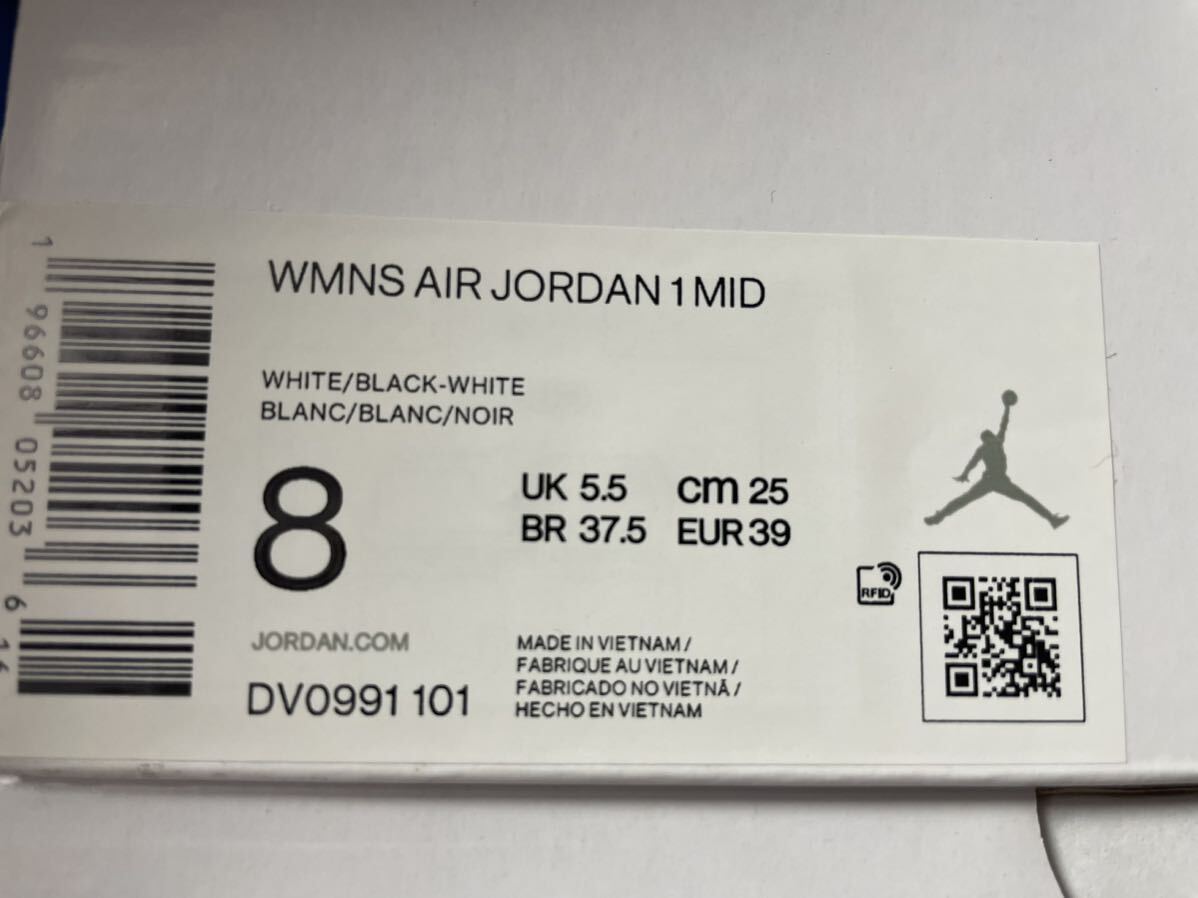 WMNS AIR JORDAN 1 MID
WHITE/BLACK-WHITE
BLANC/BLANC/NOIR
8
UK 5.5 cm 25
BR 37.5 EUR 39
RFID
JORDAN.COM
DV0991 101
MADE IN VIETNAM /
FABRIQUE AU VIETNAM /
FABRICADO NO VIETNÃ /
HECHO EN VIETNAM
1 96608 05203 6